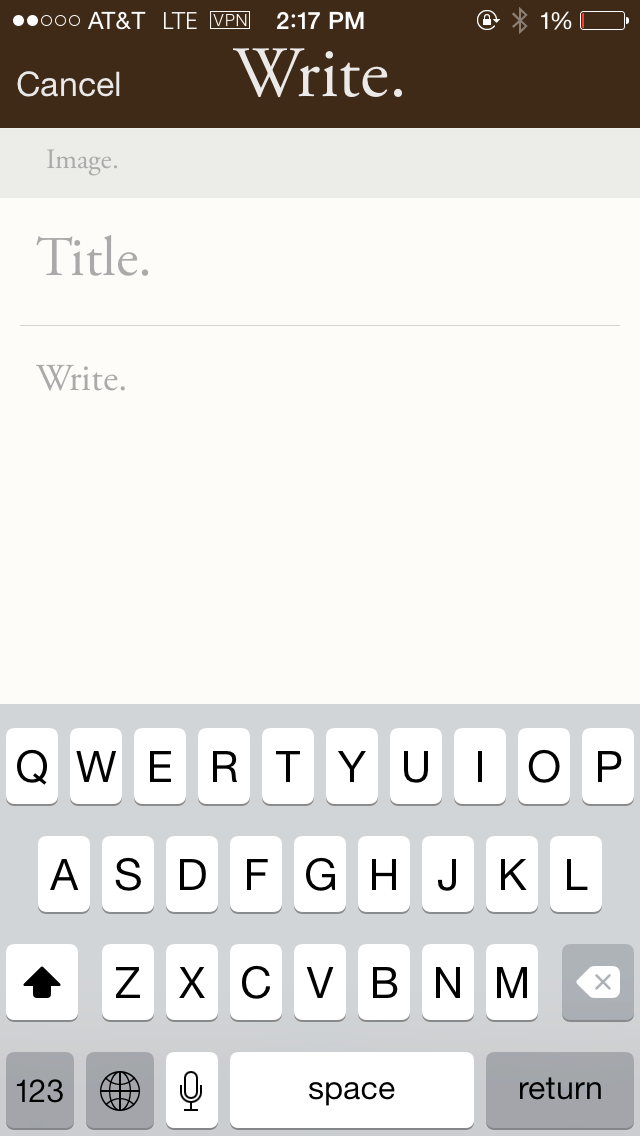 AT&T LTE VPN 2:17 PM 1%
Cancel Write.
Image.
Title.
Write.
Q W E R T Y U I O P
A S D F G H J K L
Z X C V B N M
123 space return